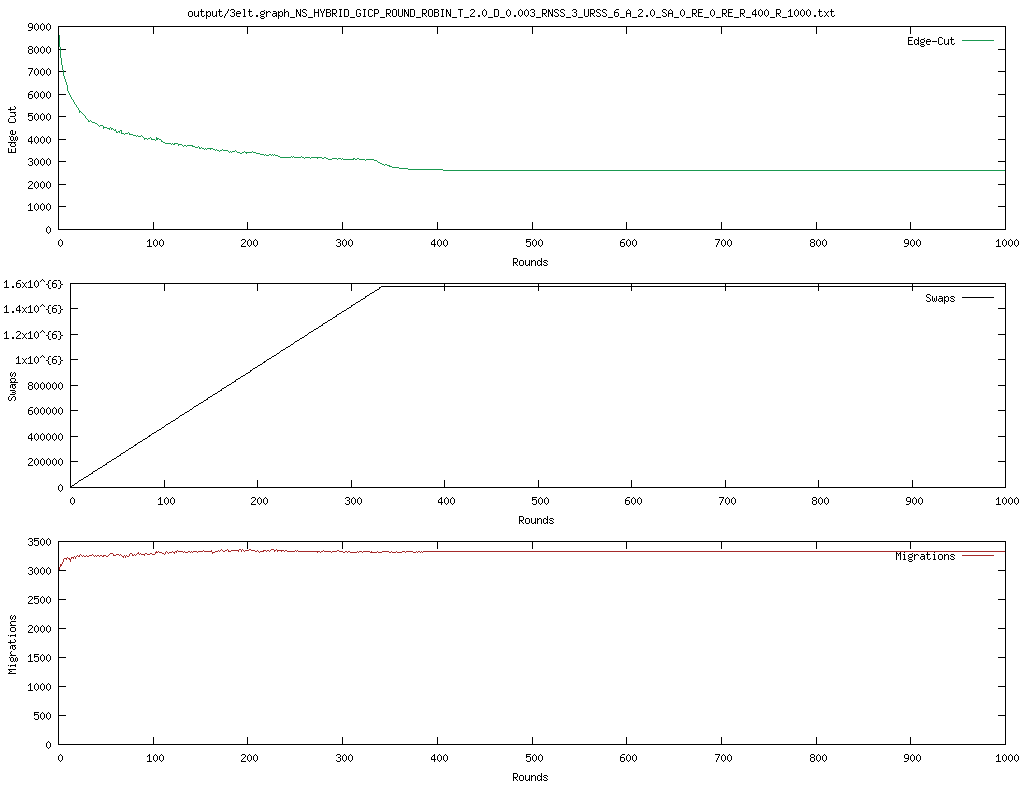 output/3elt.graph_NS_HYBRID_GICP_ROUND_ROBIN_T_2.0_D_0.003_RNSS_3_URSS_6_A_2.0_SA_0_RE_0_RE_R_400_R_1000.txt
9000
8000
7000
6000
5000
4000
3000
2000
1000
0
Edge Cut
Edge-Cut
0 100 200 300 400 500 600 700 800 900 1000
Rounds
1.6x10^{6}
1.4x10^{6}
1.2x10^{6}
1x10^{6}
800000
600000
400000
200000
0
Swaps
Swaps
0 100 200 300 400 500 600 700 800 900 1000
Rounds
3500
3000
2500
2000
1500
1000
500
0
Migrations
Migrations
0 100 200 300 400 500 600 700 800 900 1000
Rounds